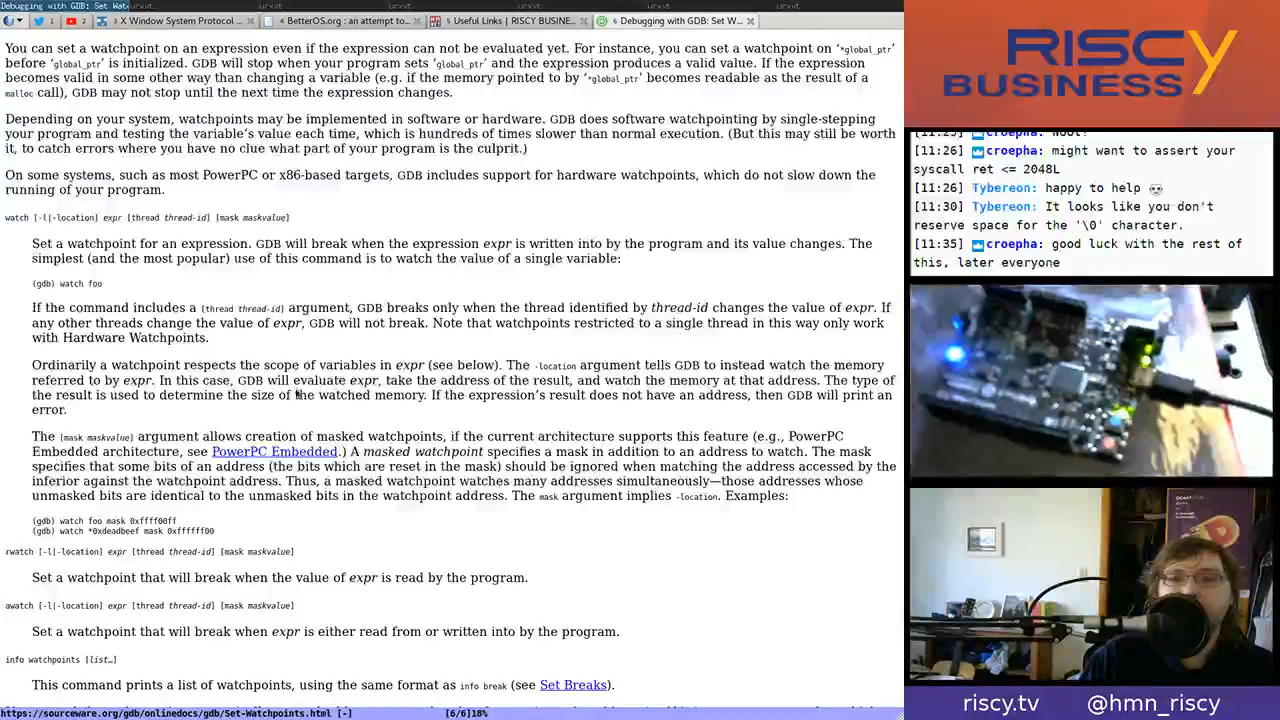 Debugging with GDB: Set Wat
urxvt
urxvt
urxvt
urxvt
urxvt
urxvt
1
2
3 X Window System Protocol ...
4 BetterOS.org : an attempt to...
5 Useful Links | RISCY BUSINE...
6 Debugging with GDB: Set W...
You can set a watchpoint on an expression even if the expression can not be evaluated yet. For instance, you can set a watchpoint on ‘*global_ptr’
before ‘global_ptr’ is initialized. GDB will stop when your program sets ‘global_ptr’ and the expression produces a valid value. If the expression
becomes valid in some other way than changing a variable (e.g. if the memory pointed to by ‘*global_ptr’ becomes readable as the result of a
malloc call), GDB may not stop until the next time the expression changes.
Depending on your system, watchpoints may be implemented in software or hardware. GDB does software watchpointing by single-stepping
your program and testing the variable’s value each time, which is hundreds of times slower than normal execution. (But this may still be worth
it, to catch errors where you have no clue what part of your program is the culprit.)
On some systems, such as most PowerPC or x86-based targets, GDB includes support for hardware watchpoints, which do not slow down the
running of your program.
watch [-l|-location] expr [thread thread-id] [mask maskvalue]
Set a watchpoint for an expression. GDB will break when the expression expr is written into by the program and its value changes. The
simplest (and the most popular) use of this command is to watch the value of a single variable:
(gdb) watch foo
If the command includes a [thread thread-id] argument, GDB breaks only when the thread identified by thread-id changes the value of expr. If
any other threads change the value of expr, GDB will not break. Note that watchpoints restricted to a single thread in this way only work
with Hardware Watchpoints.
Ordinarily a watchpoint respects the scope of variables in expr (see below). The -location argument tells GDB to instead watch the memory
referred to by expr. In this case, GDB will evaluate expr, take the address of the result, and watch the memory at that address. The type of
the result is used to determine the size of the watched memory. If the expression’s result does not have an address, then GDB will print an
error.
The [mask maskvalue] argument allows creation of masked watchpoints, if the current architecture supports this feature (e.g., PowerPC
Embedded architecture, see PowerPC Embedded.) A masked watchpoint specifies a mask in addition to an address to watch. The mask
specifies that some bits of an address (the bits which are reset in the mask) should be ignored when matching the address accessed by the
inferior against the watchpoint address. Thus, a masked watchpoint watches many addresses simultaneously—those addresses whose
unmasked bits are identical to the unmasked bits in the watchpoint address. The mask argument implies -location. Examples:
(gdb) watch foo mask 0xffff00ff
(gdb) watch *0xdeadbeef mask 0xffffff00
rwatch [-l|-location] expr [thread thread-id] [mask maskvalue]
Set a watchpoint that will break when the value of expr is read by the program.
awatch [-l|-location] expr [thread thread-id] [mask maskvalue]
Set a watchpoint that will break when expr is either read from or written into by the program.
info watchpoints [list…]
This command prints a list of watchpoints, using the same format as info break (see Set Breaks).
https://sourceware.org/gdb/onlinedocs/gdb/Set-Watchpoints.html [-]
[6/6]18%
RISCY
BUSINESS
[11:25] croepha: woot!
[11:26] croepha: might want to assert your
syscall ret <= 2048L
[11:26] Tybereon: happy to help
[11:30] Tybereon: It looks like you don't
reserve space for the '\0' character.
[11:35] croepha: good luck with the rest of
this, later everyone
riscy.tv
@hmn_riscy